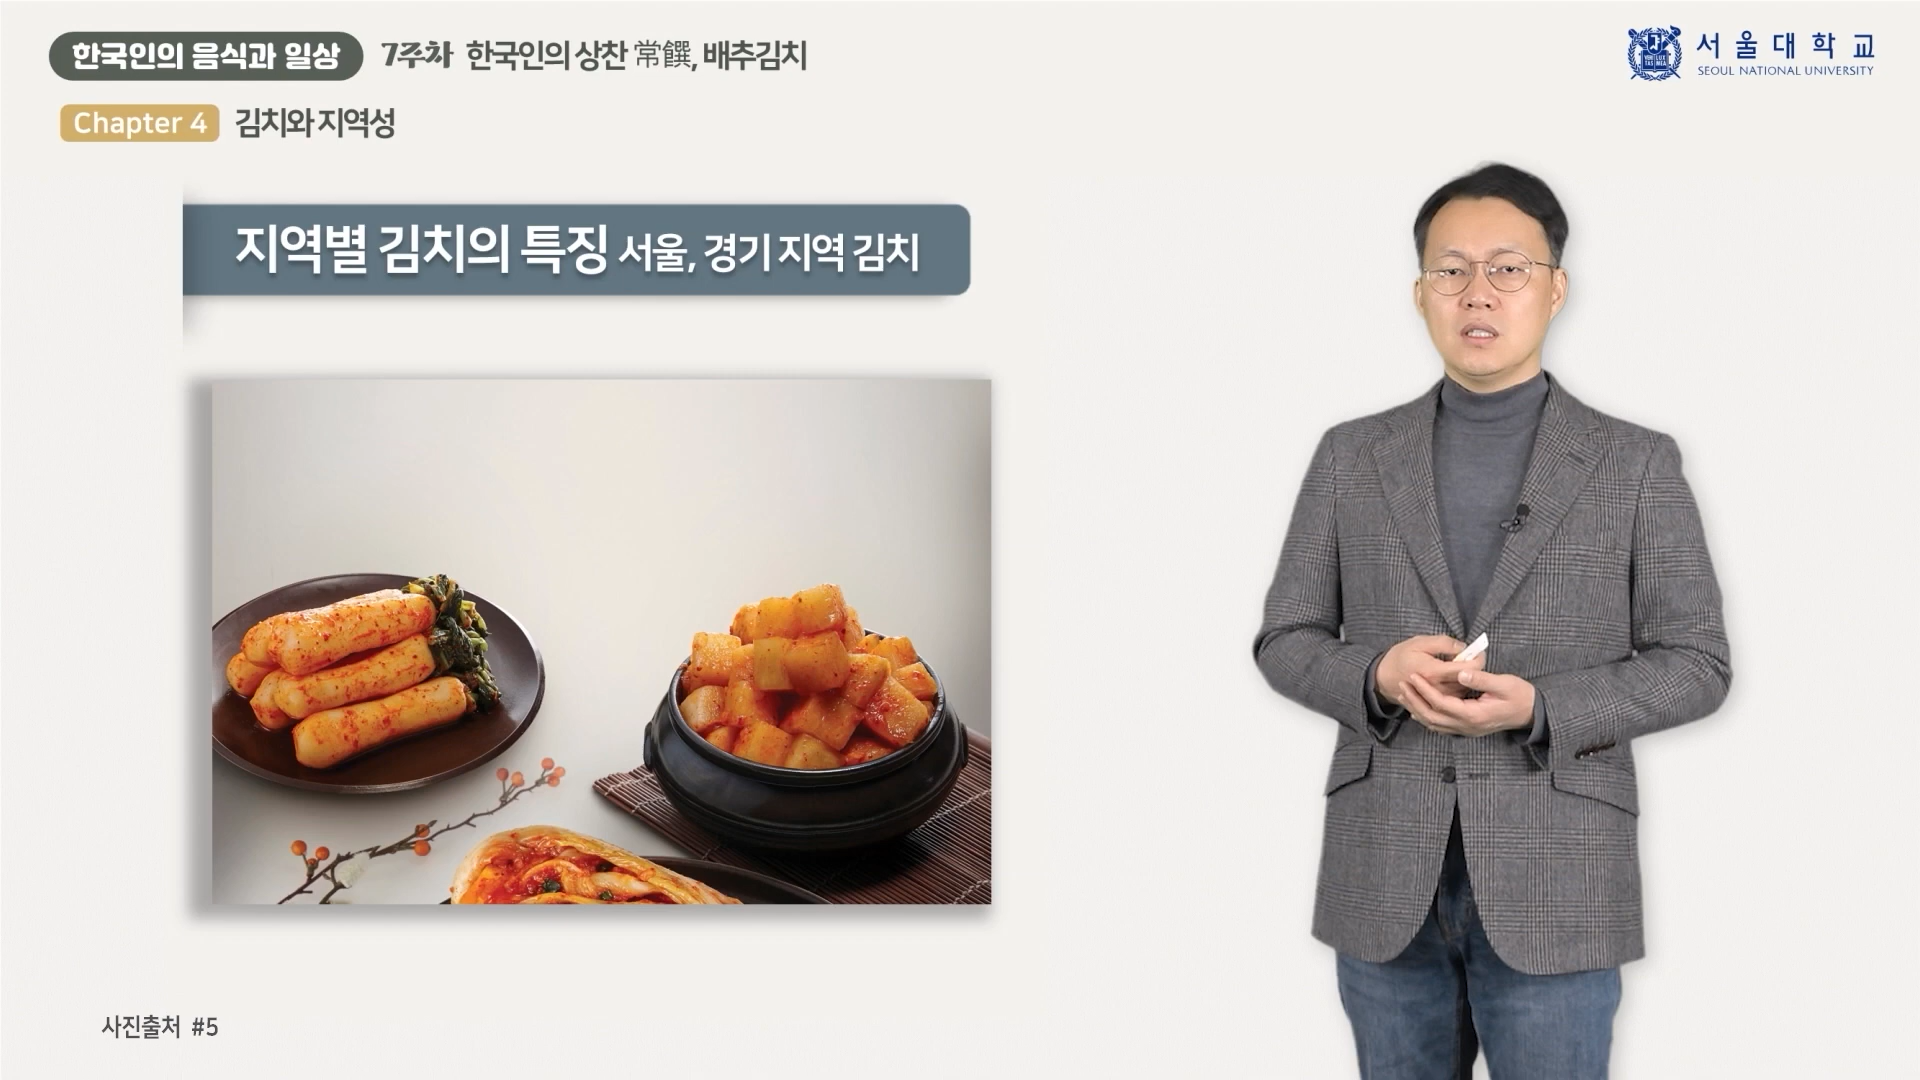 한국인의 음식과 일상 7주차 한국인의 상찬 常饌, 배추김치
서울대학교
SEOUL NATIONAL UNIVERSITY
Chapter 4 김치와 지역성
지역별 김치의 특징 서울, 경기 지역 김치
사진출처 #5